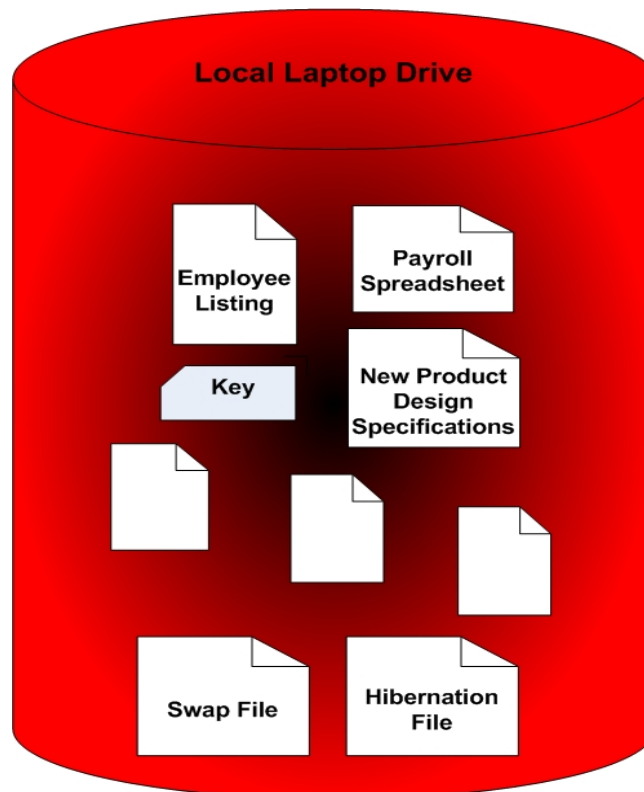 Local Laptop Drive
Employee
Listing
Payroll
Spreadsheet
Key
New Product
Design
Specifications
Swap File
Hibernation
File